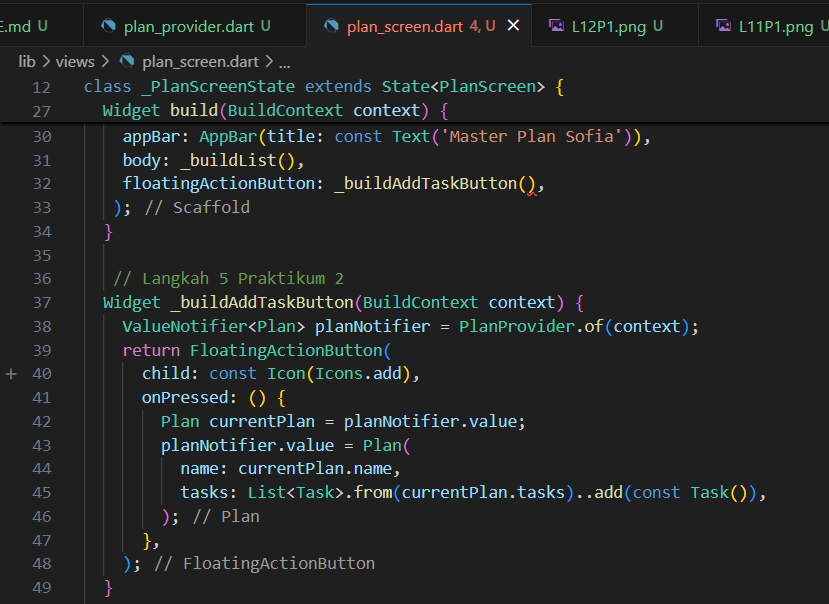 E.md U plan_provider.dart U plan_screen.dart 4, U L12P1.png U L11P1.png U
lib > views > plan_screen.dart > ...
12 class _PlanScreenState extends State<PlanScreen> {
27 Widget build(BuildContext context) {
30 appBar: AppBar(title: const Text('Master Plan Sofia')),
31 body: _buildList(),
32 floatingActionButton: _buildAddTaskButton(),
33 ); // Scaffold
34 }
35
36 // Langkah 5 Praktikum 2
37 Widget _buildAddTaskButton(BuildContext context) {
38 ValueNotifier<Plan> planNotifier = PlanProvider.of(context);
39 return FloatingActionButton(
40 child: const Icon(Icons.add),
41 onPressed: () {
42 Plan currentPlan = planNotifier.value;
43 planNotifier.value = Plan(
44 name: currentPlan.name,
45 tasks: List<Task>.from(currentPlan.tasks)..add(const Task()),
46 ); // Plan
47 },
48 ); // FloatingActionButton
49 }